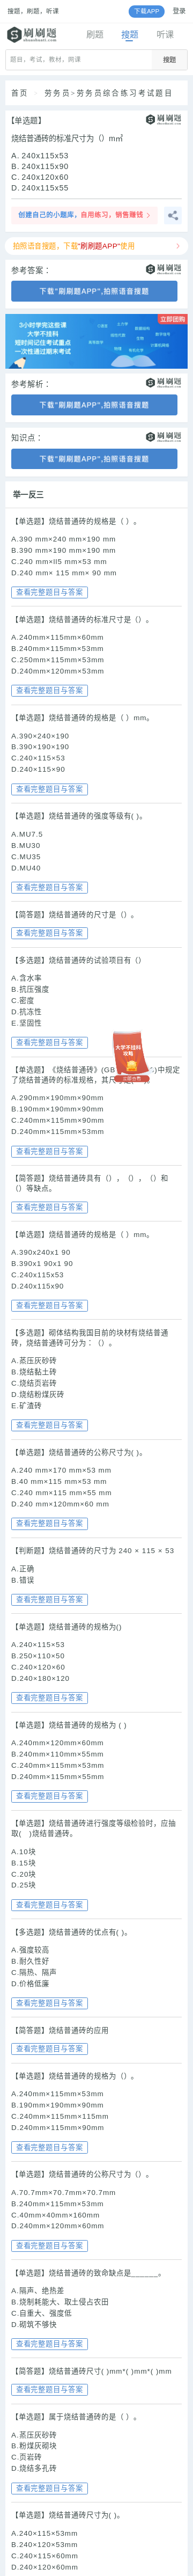 搜题，刷题，听课
下载APP
登录
刷刷题
shuashuati.com
刷题
搜题
听课
题目，考试，教材，网课
搜题
首页 · 劳务员>劳务员综合练习考试题目
【单选题】
刷刷题
烧结普通砖的标准尺寸为（）m㎡
A. 240x115x53
B. 240x115x90
C. 240x120x60
D. 240x115x55
创建自己的小题库，自用练习，销售赚钱
拍照语音搜题，下载"刷刷题APP"使用
参考答案：
刷刷题
下载"刷刷题APP",拍照语音搜题
立即团购
3小时学完这些课
大学不挂科
短时间记住考试重点
一次性通过期末考试
参考解析：
刷刷题
下载"刷刷题APP",拍照语音搜题
知识点：
刷刷题
下载"刷刷题APP",拍照语音搜题
举一反三
【单选题】烧结普通砖的规格是（ ）。
A.390 mm×240 mm×190 mm
B.390 mm×190 mm×190 mm
C.240 mm×ll5 mm×53 mm
D.240 mm× 115 mm× 90 mm
查看完整题目与答案
【单选题】烧结普通砖的标准尺寸是（）。
A.240mm×115mm×60mm
B.240mm×115mm×53mm
C.250mm×115mm×53mm
D.240mm×120mm×53mm
查看完整题目与答案
【单选题】烧结普通砖的规格是（ ）mm。
A.390×240×190
B.390×190×190
C.240×115×53
D.240×115×90
查看完整题目与答案
【单选题】烧结普通砖的强度等级有( )。
A.MU7.5
B.MU30
C.MU35
D.MU40
查看完整题目与答案
【简答题】烧结普通砖的尺寸是（）。
查看完整题目与答案
【多选题】烧结普通砖的试验项目有（）
A.含水率
B.抗压强度
C.密度
D.抗冻性
E.坚固性
查看完整题目与答案
大学不挂科
攻略
【单选题】《烧结普通砖》(GB )中规定
了烧结普通砖的标准规格，其尺寸
A.290mm×190mm×90mm
B.190mm×190mm×90mm
C.240mm×115mm×90mm
D.240mm×115mm×53mm
查看完整题目与答案
【简答题】烧结普通砖具有（），（），（）和
（）等缺点。
查看完整题目与答案
【单选题】烧结普通砖的规格是（ ）mm。
A.390x240x1 90
B.390x1 90x1 90
C.240x115x53
D.240x115x90
查看完整题目与答案
【多选题】砌体结构我国目前的块材有烧结普通
砖，烧结普通砖可分为：（ ）。
A.蒸压灰砂砖
B.烧结黏土砖
C.烧结页岩砖
D.烧结粉煤灰砖
E.矿渣砖
查看完整题目与答案
【单选题】烧结普通砖的公称尺寸为( )。
A.240 mm×170 mm×53 mm
B.40 mm×115 mm×53 mm
C.240 mm×115 mm×55 mm
D.240 mm×120mm×60 mm
查看完整题目与答案
【判断题】烧结普通砖的尺寸为 240 × 115 × 53
A.正确
B.错误
查看完整题目与答案
【单选题】烧结普通砖的规格为()
A.240×115×53
B.250×110×50
C.240×120×60
D.240×180×120
查看完整题目与答案
【单选题】烧结普通砖的规格为 ( )
A.240mm×120mm×60mm
B.240mm×110mm×55mm
C.240mm×115mm×53mm
D.240mm×115mm×55mm
查看完整题目与答案
【单选题】烧结普通砖进行强度等级检验时，应抽
取( )烧结普通砖。
A.10块
B.15块
C.20块
D.25块
查看完整题目与答案
【多选题】烧结普通砖的优点有( )。
A.强度较高
B.耐久性好
C.隔热、隔声
D.价格低廉
查看完整题目与答案
【简答题】烧结普通砖的应用
查看完整题目与答案
【单选题】烧结普通砖的规格为（）。
A.240mm×115mm×53mm
B.190mm×190mm×90mm
C.240mm×115mm×115mm
D.240mm×115mm×90mm
查看完整题目与答案
【单选题】烧结普通砖的公称尺寸为（）。
A.70.7mm×70.7mm×70.7mm
B.240mm×115mm×53mm
C.40mm×40mm×160mm
D.240mm×120mm×60mm
查看完整题目与答案
【单选题】烧结普通砖的致命缺点是______。
A.隔声、绝热差
B.烧制耗能大、取土侵占农田
C.自重大、强度低
D.砌筑不够快
查看完整题目与答案
【简答题】烧结普通砖尺寸( )mm*( )mm*( )mm
查看完整题目与答案
【单选题】属于烧结普通砖的是（ ）。
A.蒸压灰砂砖
B.粉煤灰砌块
C.页岩砖
D.烧结多孔砖
查看完整题目与答案
【单选题】烧结普通砖尺寸为( )。
A.240×115×53mm
B.240×120×53mm
C.240×115×60mm
D.240×120×60mm